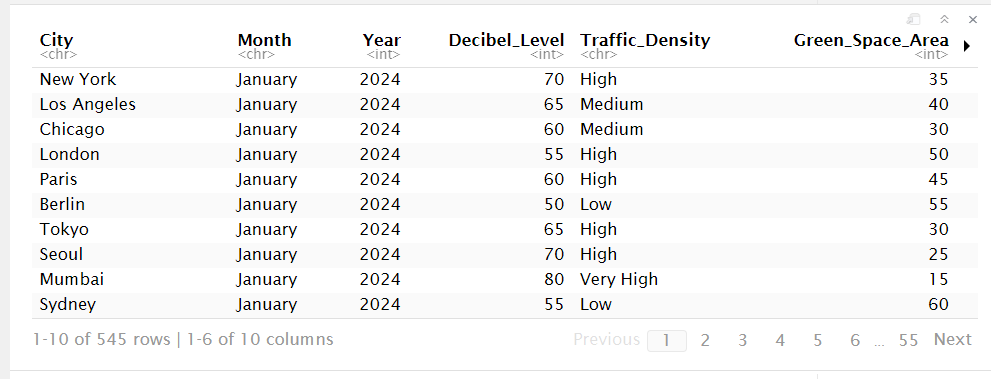 City Month Year Decibel_Level Traffic_Density Green_Space_Area
<chr> <chr> <int> <int> <chr> <int>
New York January 2024 70 High 35
Los Angeles January 2024 65 Medium 40
Chicago January 2024 60 Medium 30
London January 2024 55 High 50
Paris January 2024 60 High 45
Berlin January 2024 50 Low 55
Tokyo January 2024 65 High 30
Seoul January 2024 70 High 25
Mumbai January 2024 80 Very High 15
Sydney January 2024 55 Low 60
1-10 of 545 rows | 1-6 of 10 columns Previous 1 2 3 4 5 6 ... 55 Next